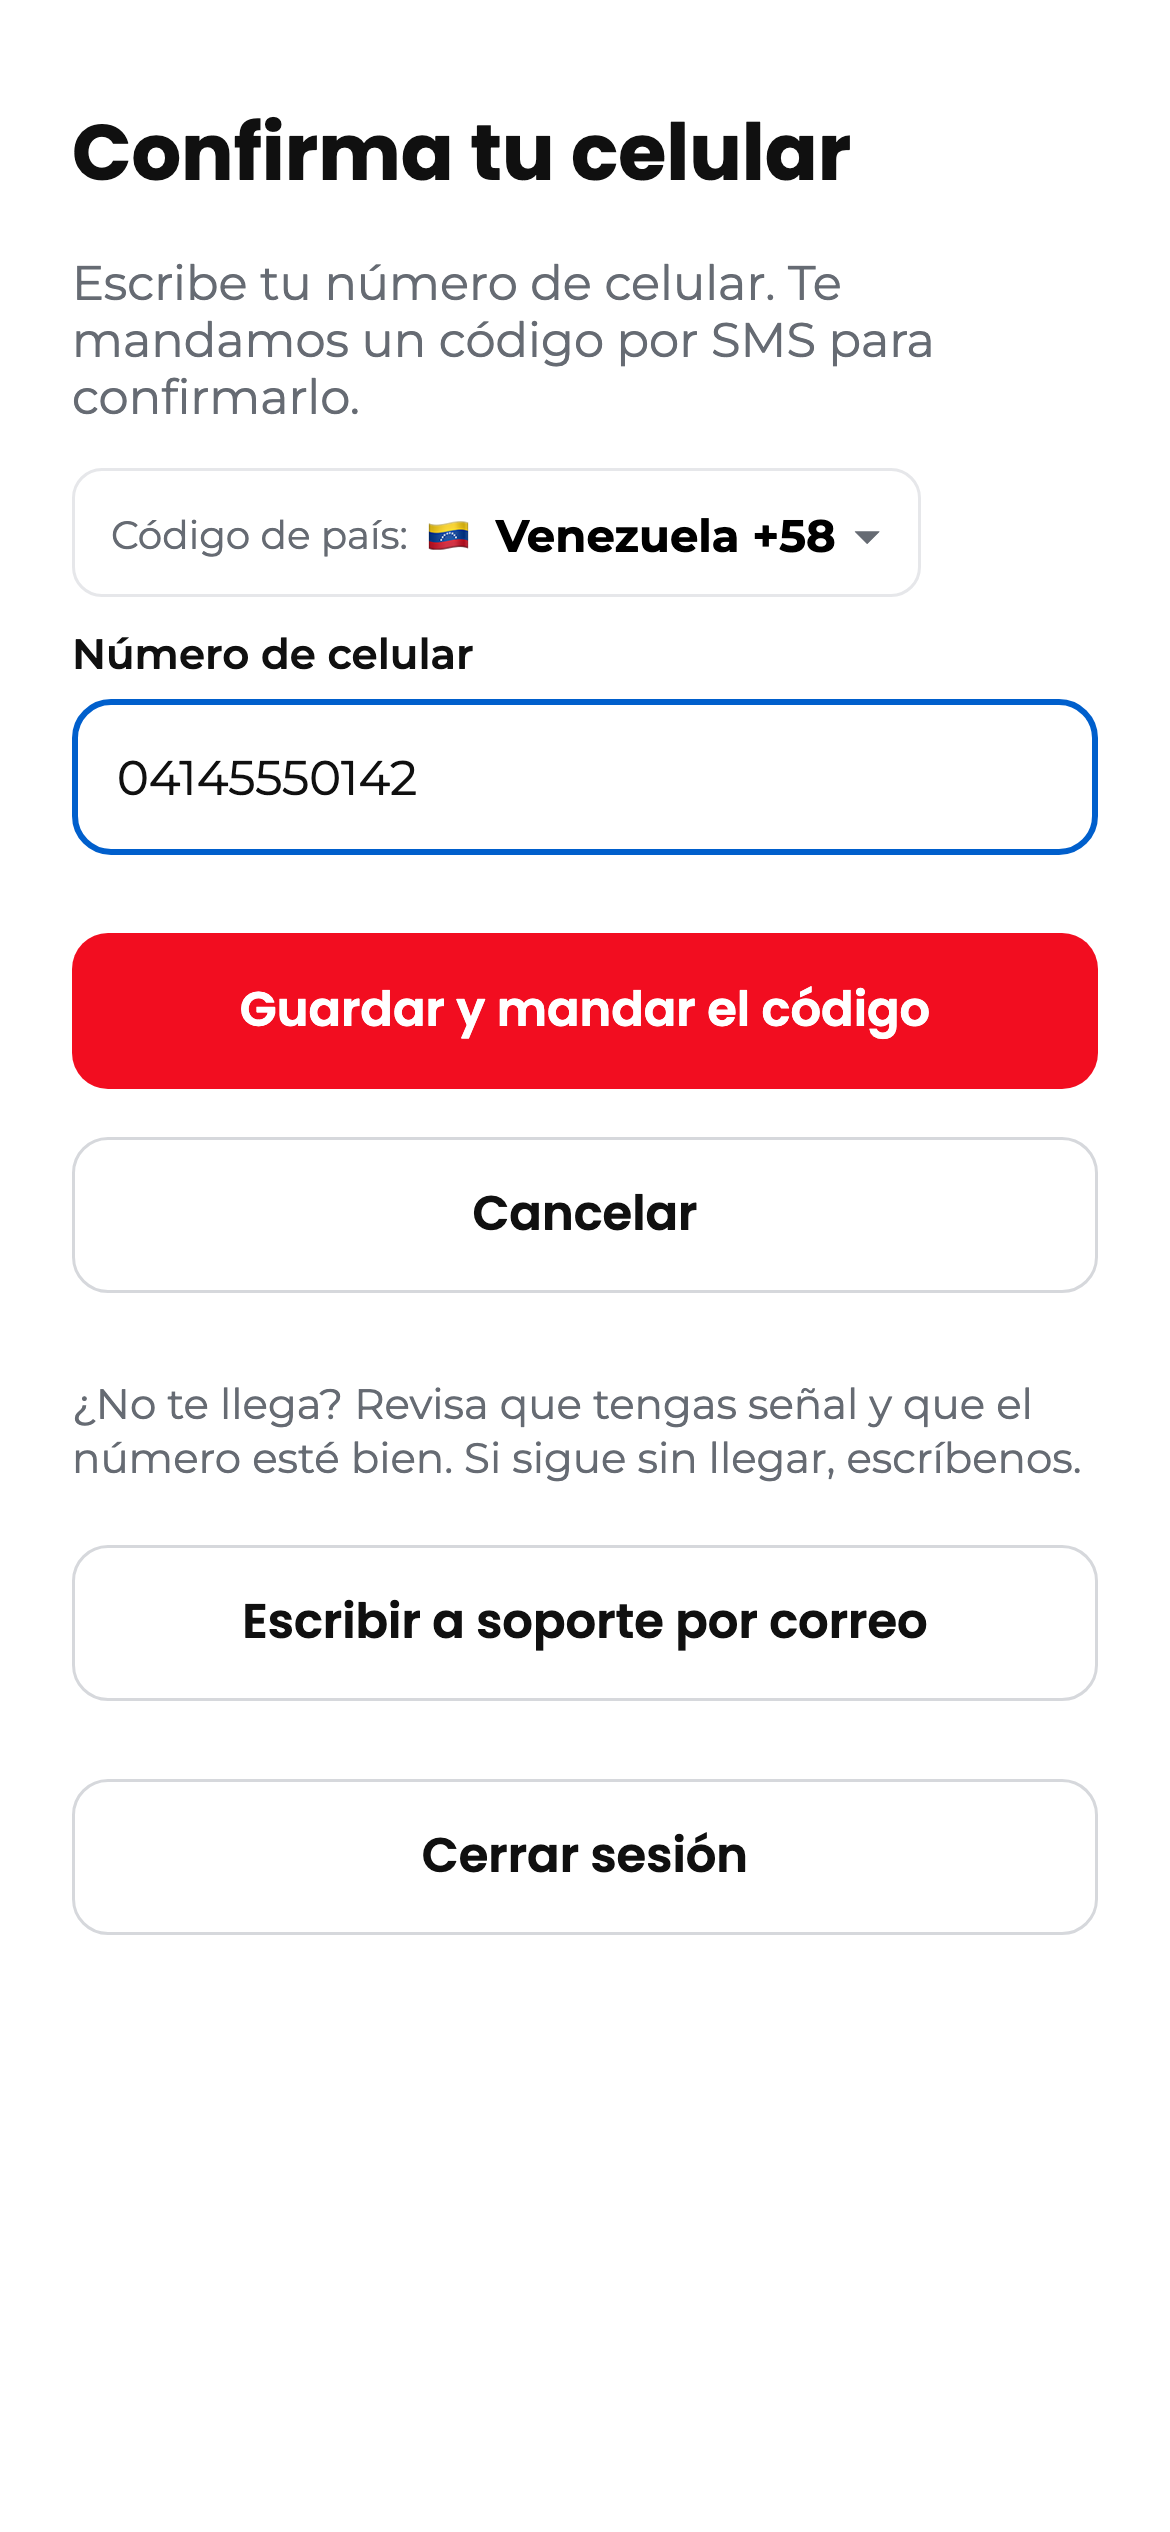 Confirma tu celular
Escribe tu número de celular. Te
mandamos un código por SMS para
confirmarlo.
Código de país: 🇻🇪 Venezuela +58
Número de celular
04145550142
Guardar y mandar el código
Cancelar
¿No te llega? Revisa que tengas señal y que el
número esté bien. Si sigue sin llegar, escríbenos.
Escribir a soporte por correo
Cerrar sesión